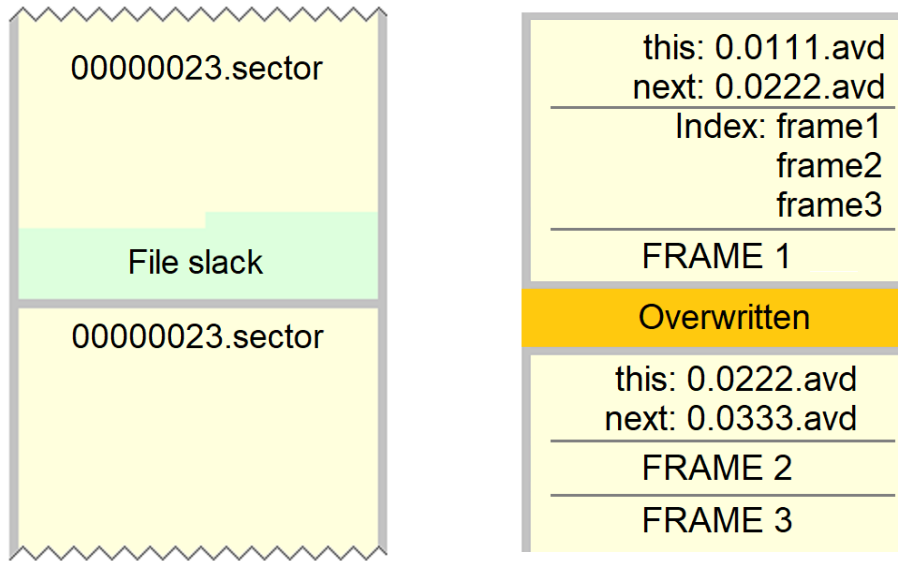 00000023.sector
File slack
00000023.sector
this: 0.0111.avd
next: 0.0222.avd
Index: frame1
frame2
frame3
FRAME 1
Overwritten
this: 0.0222.avd
next: 0.0333.avd
FRAME 2
FRAME 3